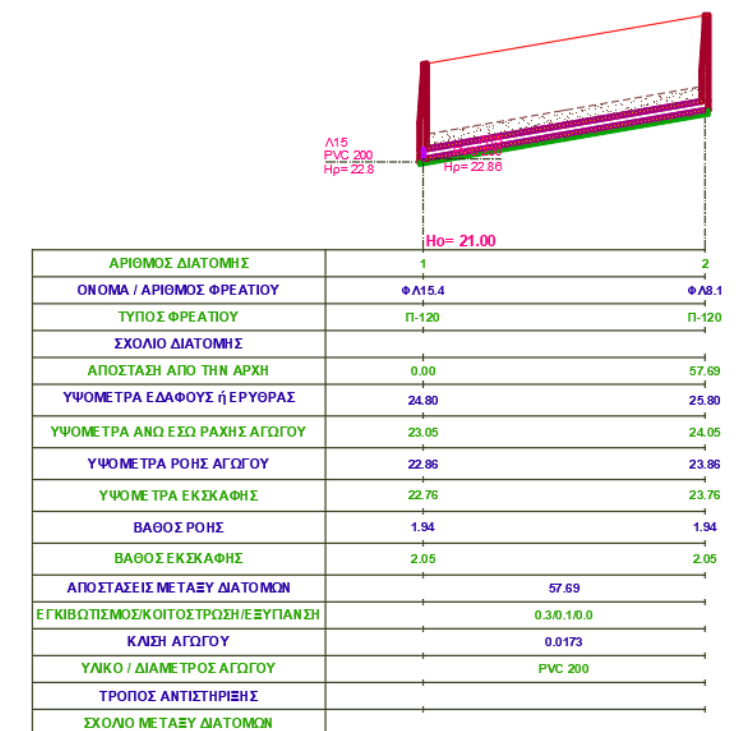 Λ15
PVC 200
Hρ= 22.8
Hρ= 22.86
Ho= 21.00
ΑΡΙΘΜΟΣ ΔΙΑΤΟΜΗΣ 1 2
ΟΝΟΜΑ / ΑΡΙΘΜΟΣ ΦΡΕΑΤΙΟΥ ΦΛ15.4 ΦΛ8.1
ΤΥΠΟΣ ΦΡΕΑΤΙΟΥ Π-120 Π-120
ΣΧΟΛΙΟ ΔΙΑΤΟΜΗΣ
ΑΠΟΣΤΑΣΗ ΑΠΟ ΤΗΝ ΑΡΧΗ 0.00 57.69
ΥΨΟΜΕΤΡΑ ΕΔΑΦΟΥΣ ή ΕΡΥΘΡΑΣ 24.80 25.80
ΥΨΟΜΕΤΡΑ ΑΝΩ ΕΣΩ ΡΑΧΗΣ ΑΓΩΓΟΥ 23.05 24.05
ΥΨΟΜΕΤΡΑ ΡΟΗΣ ΑΓΩΓΟΥ 22.86 23.86
ΥΨΟΜΕΤΡΑ ΕΚΣΚΑΦΗΣ 22.76 23.76
ΒΑΘΟΣ ΡΟΗΣ 1.94 1.94
ΒΑΘΟΣ ΕΚΣΚΑΦΗΣ 2.05 2.05
ΑΠΟΣΤΑΣΕΙΣ ΜΕΤΑΞΥ ΔΙΑΤΟΜΩΝ 57.69
ΕΓΚΙΒΩΤΙΣΜΟΣ/ΚΟΙΤΟΣΤΡΩΣΗ/ΕΞΥΓΙΑΝΣΗ 0.3/0.1/0.0
ΚΛΙΣΗ ΑΓΩΓΟΥ 0.0173
ΥΛΙΚΟ / ΔΙΑΜΕΤΡΟΣ ΑΓΩΓΟΥ PVC 200
ΤΡΟΠΟΣ ΑΝΤΙΣΤΗΡΙΞΗΣ
ΣΧΟΛΙΟ ΜΕΤΑΞΥ ΔΙΑΤΟΜΩΝ